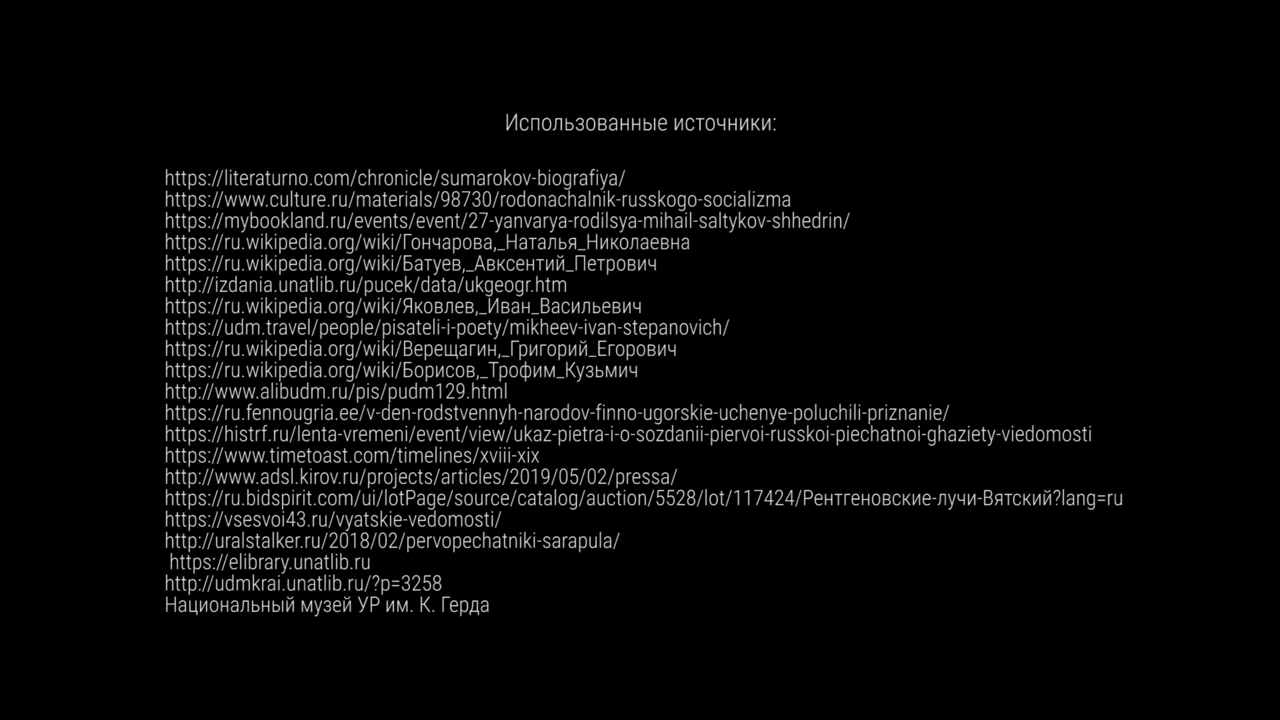 Использованные источники:
https://literaturno.com/chronicle/sumarokov-biografiya/
https://www.culture.ru/materials/98730/rodonachalnik-russkogo-socializma
https://mybookland.ru/events/event/27-yanvarya-rodilsya-mihail-saltykov-shhedrin/
https://ru.wikipedia.org/wiki/Гончарова,_Наталья_Николаевна
https://ru.wikipedia.org/wiki/Батуев,_Авксентий_Петрович
http://izdania.unatlib.ru/pucek/data/ukgeogr.htm
https://ru.wikipedia.org/wiki/Яковлев,_Иван_Васильевич
https://udm.travel/people/pisateli-i-poety/mikheev-ivan-stepanovich/
https://ru.wikipedia.org/wiki/Верещагин,_Григорий_Егорович
https://ru.wikipedia.org/wiki/Борисов,_Трофим_Кузьмич
http://www.alibudm.ru/pis/pudm129.html
https://ru.fennougria.ee/v-den-rodstvennyh-narodov-finno-ugorskie-uchenye-poluchili-priznanie/
https://histrf.ru/lenta-vremeni/event/view/ukaz-pietra-i-o-sozdanii-piervoi-russkoi-piechatnoi-ghaziety-viedomosti
https://www.timetoast.com/timelines/xviii-xix
http://www.adsl.kirov.ru/projects/articles/2019/05/02/pressa/
https://ru.bidspirit.com/ui/lotPage/source/catalog/auction/5528/lot/117424/Рентгеновские-лучи-Вятский?lang=ru
https://vsesvoi43.ru/vyatskie-vedomosti/
http://uralstalker.ru/2018/02/pervopechatniki-sarapula/
https://elibrary.unatlib.ru
http://udmkrai.unatlib.ru/?p=3258
Национальный музей УР им. К. Герда